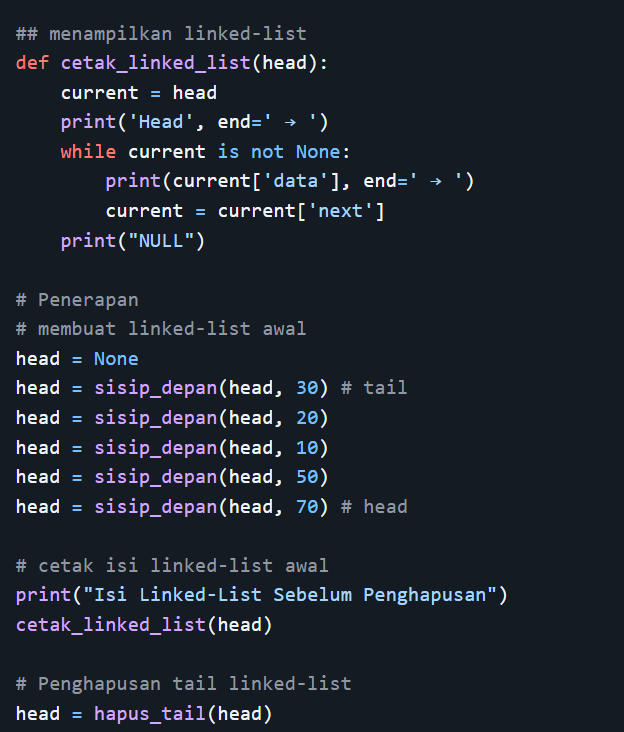 ## menampilkan linked-list
def cetak_linked_list(head):
    current = head
    print('Head', end=' → ')
    while current is not None:
        print(current['data'], end=' → ')
        current = current['next']
    print("NULL")

# Penerapan
# membuat linked-list awal
head = None
head = sisip_depan(head, 30) # tail
head = sisip_depan(head, 20)
head = sisip_depan(head, 10)
head = sisip_depan(head, 50)
head = sisip_depan(head, 70) # head

# cetak isi linked-list awal
print("Isi Linked-List Sebelum Penghapusan")
cetak_linked_list(head)

# Penghapusan tail linked-list
head = hapus_tail(head)